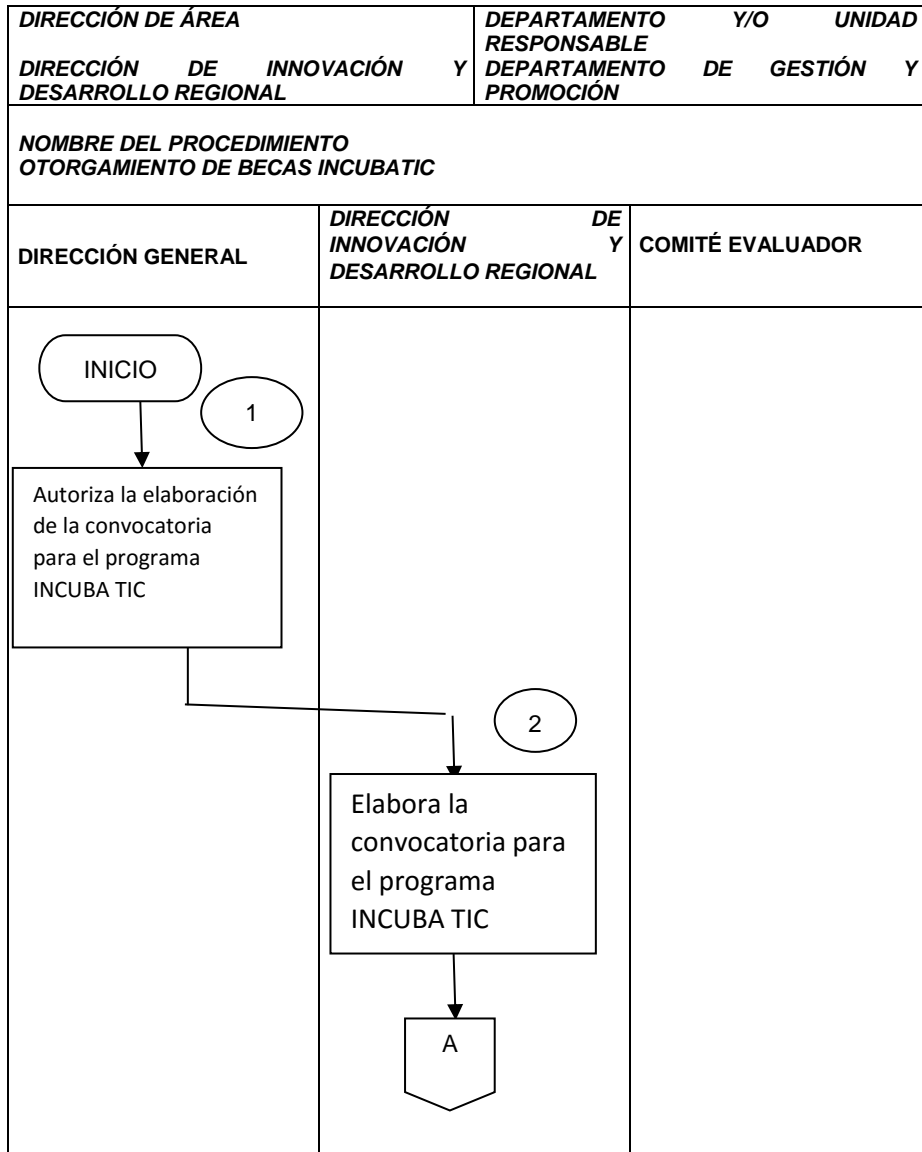 DIRECCIÓN DE ÁREA
DIRECCIÓN DE INNOVACIÓN Y
DESARROLLO REGIONAL
DEPARTAMENTO Y/O UNIDAD
RESPONSABLE
DEPARTAMENTO DE GESTIÓN Y
PROMOCIÓN
NOMBRE DEL PROCEDIMIENTO
OTORGAMIENTO DE BECAS INCUBATIC
DIRECCIÓN GENERAL
DIRECCIÓN DE
INNOVACIÓN Y
DESARROLLO REGIONAL
COMITÉ EVALUADOR
INICIO
1
Autoriza la elaboración
de la convocatoria
para el programa
INCUBA TIC
2
Elabora la
convocatoria para
el programa
INCUBA TIC
A